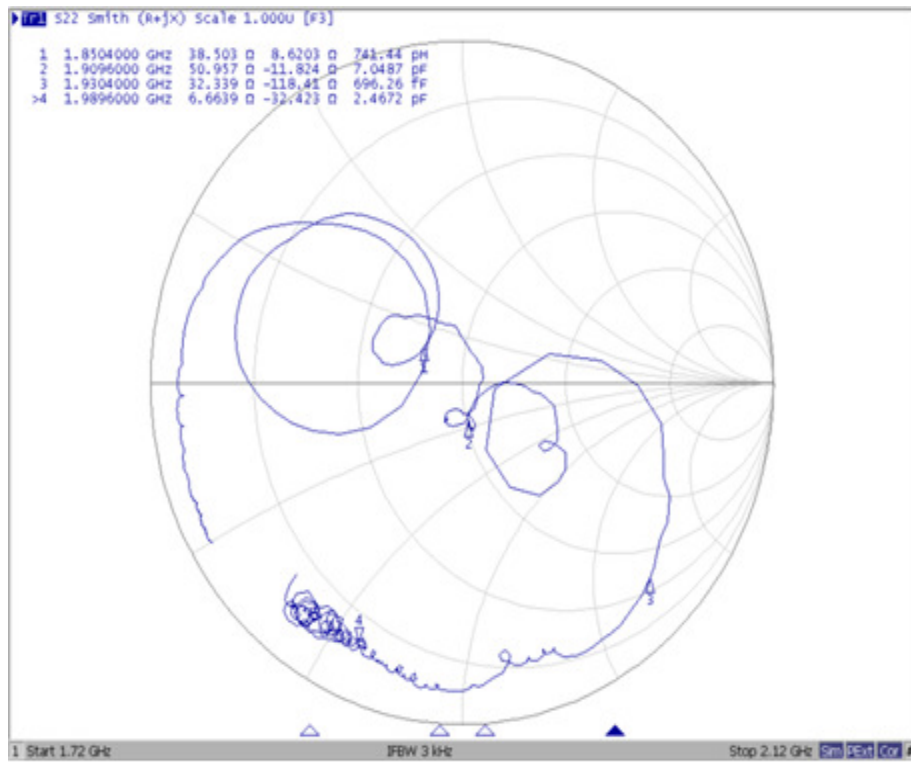 Tr1 S22 Smith (R+jX) Scale 1.000U [F3]
1 1.8504000 GHz 38.503 Ω 8.6203 Ω 741.44 pH
2 1.9096000 GHz 50.957 Ω -11.824 Ω 7.0487 pF
3 1.9304000 GHz 32.339 Ω -118.41 Ω 696.26 fF
>4 1.9896000 GHz 6.6639 Ω -32.423 Ω 2.4672 pF
1
2
3
4
1 Start 1.72 GHz IFBW 3 kHz Stop 2.12 GHz Sim PExt Cor